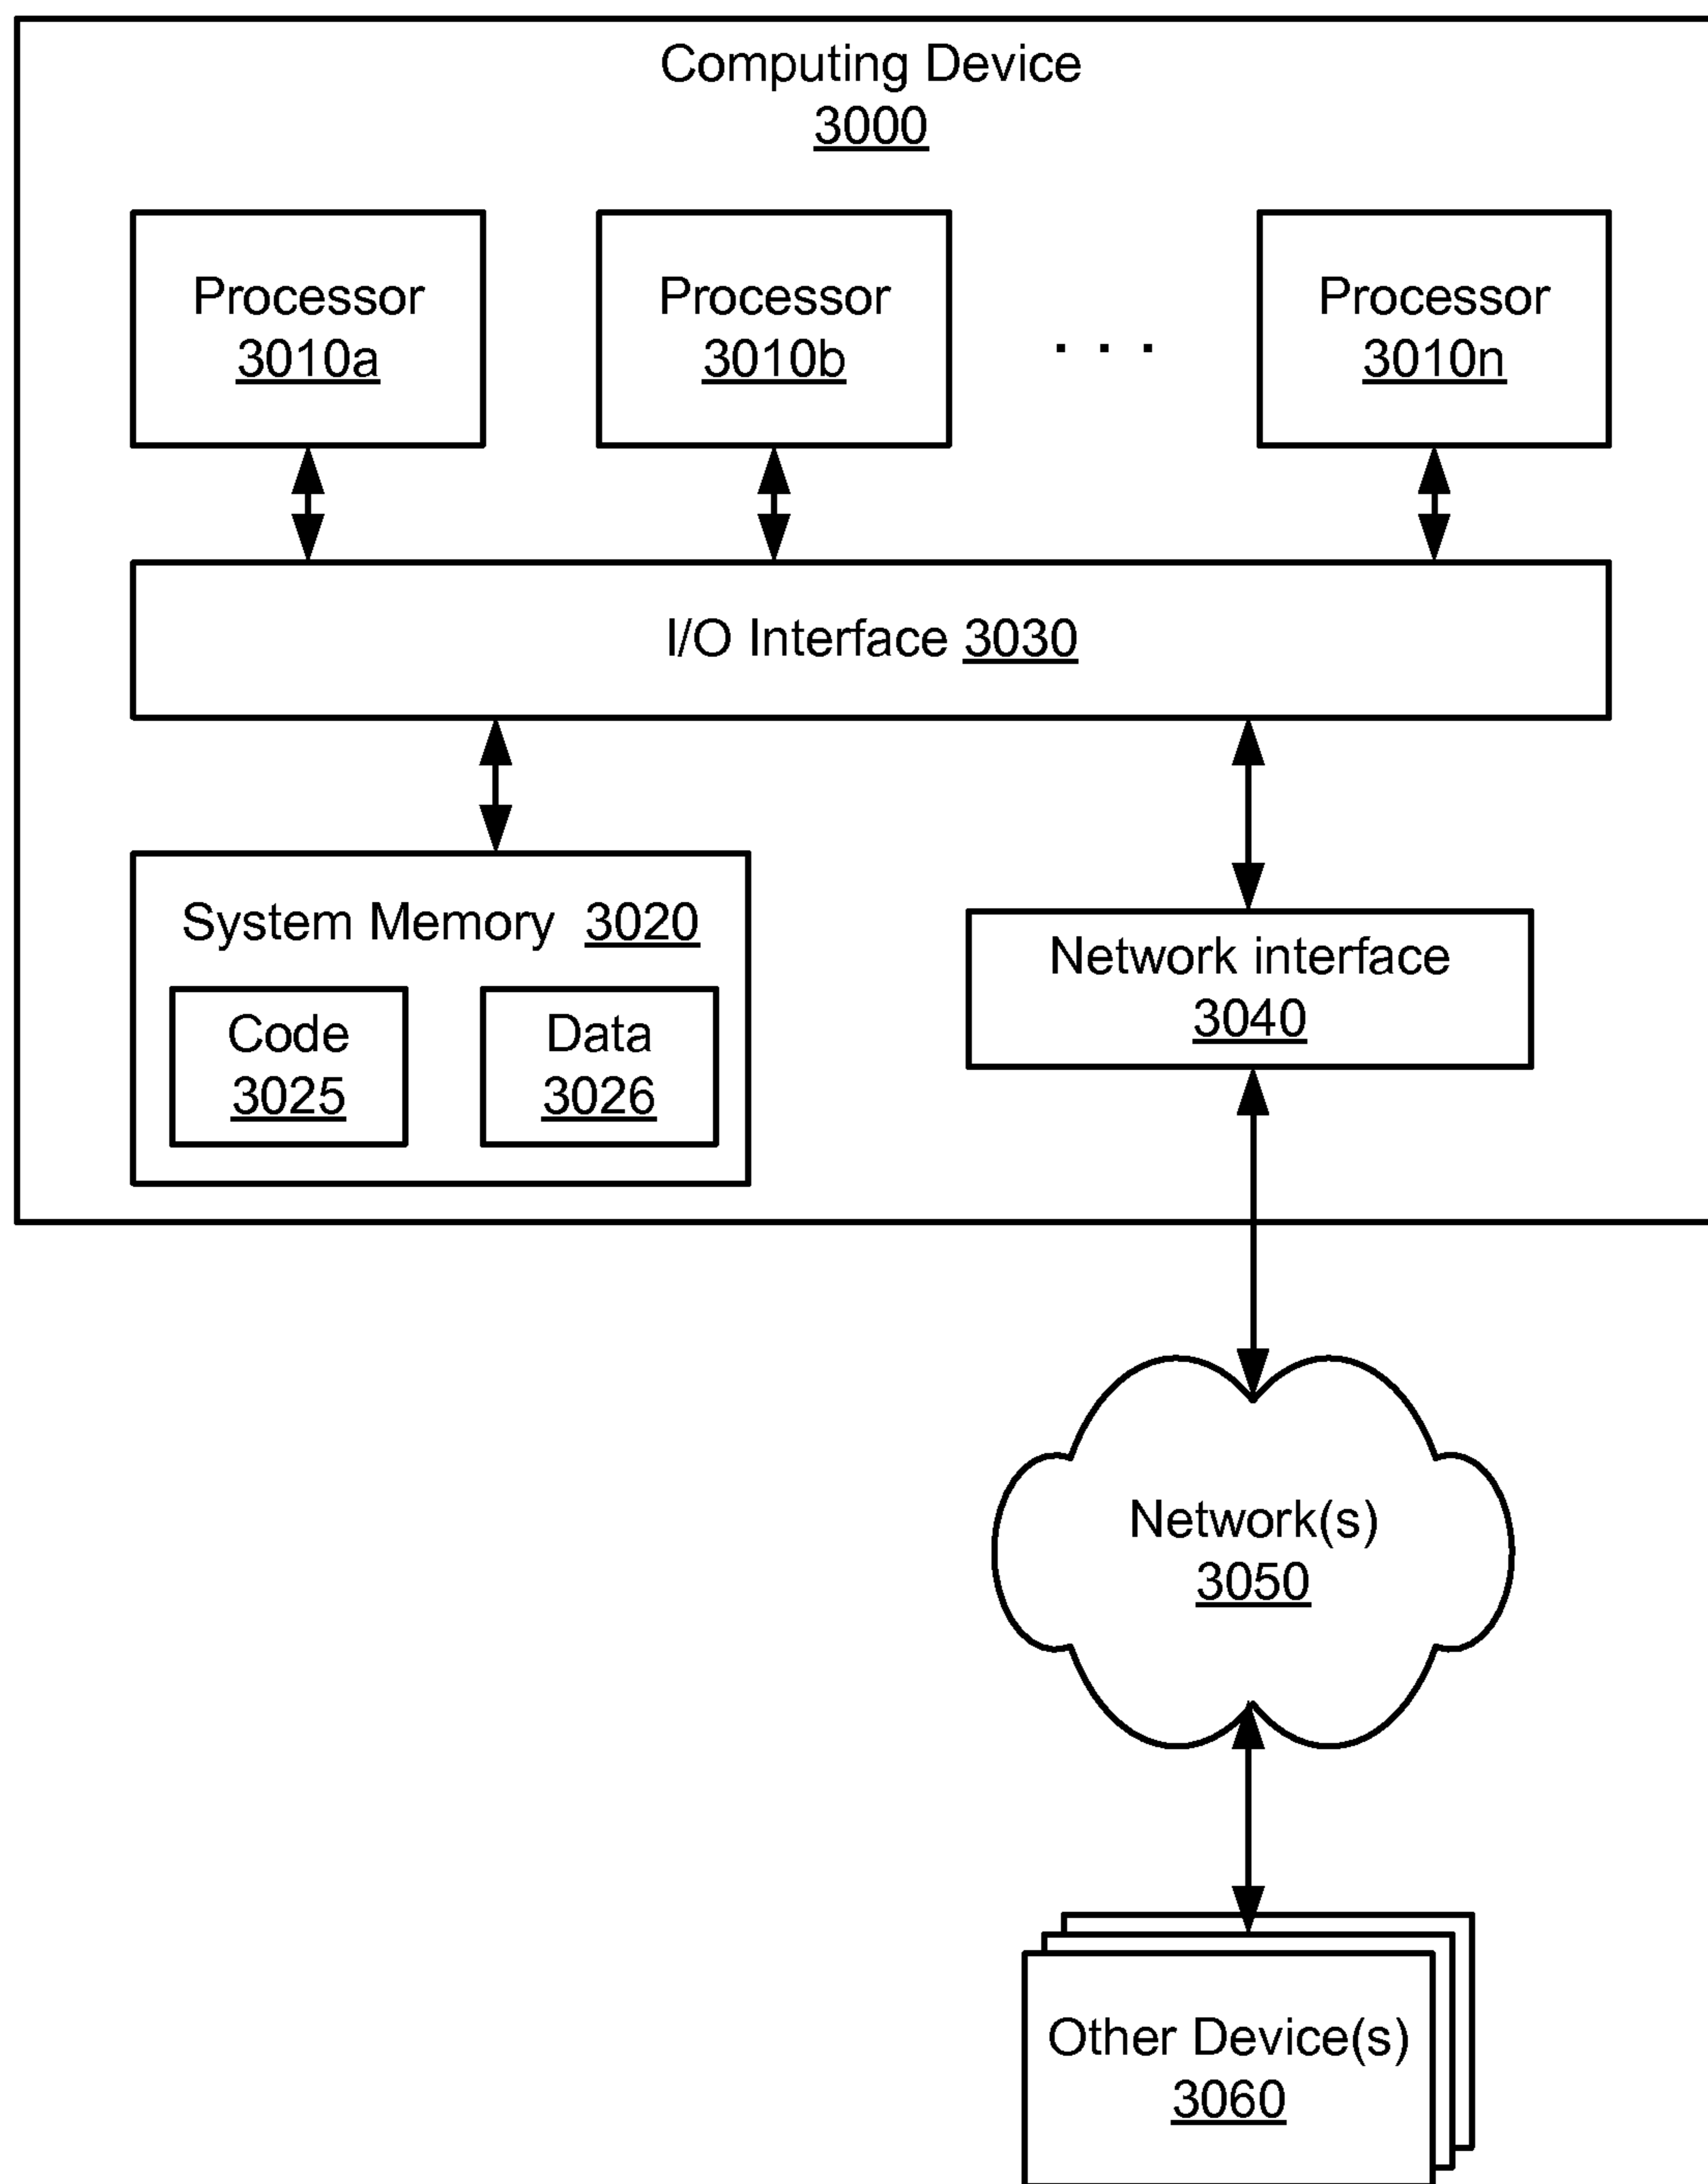 Computing Device
3000
Processor
3010a
Processor
3010b
. . .
Processor
3010n
I/O Interface 3030
System Memory 3020
Code
3025
Data
3026
Network interface
3040
Network(s)
3050
Other Device(s)
3060